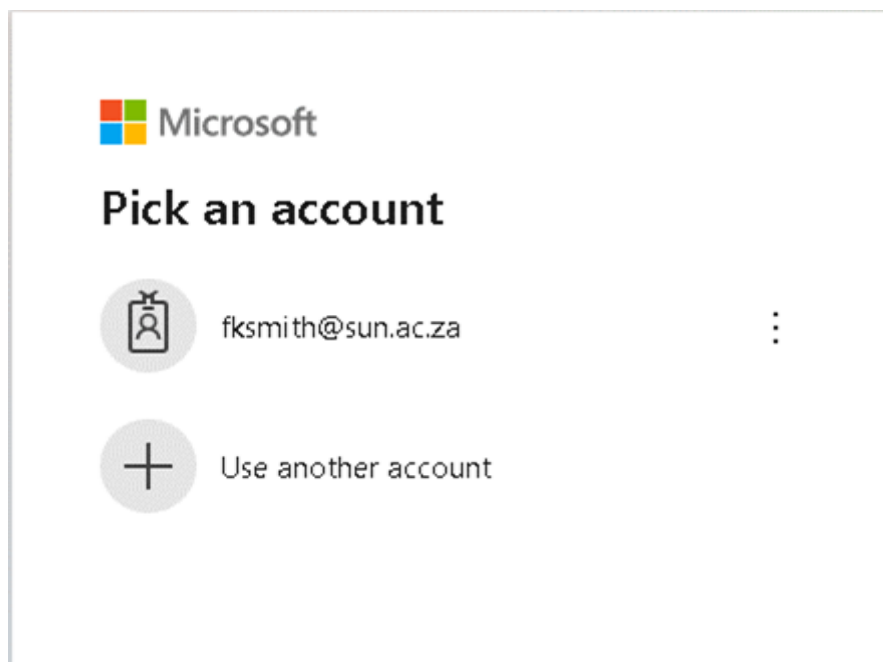 Microsoft
Pick an account
fksmith@sun.ac.za
Use another account